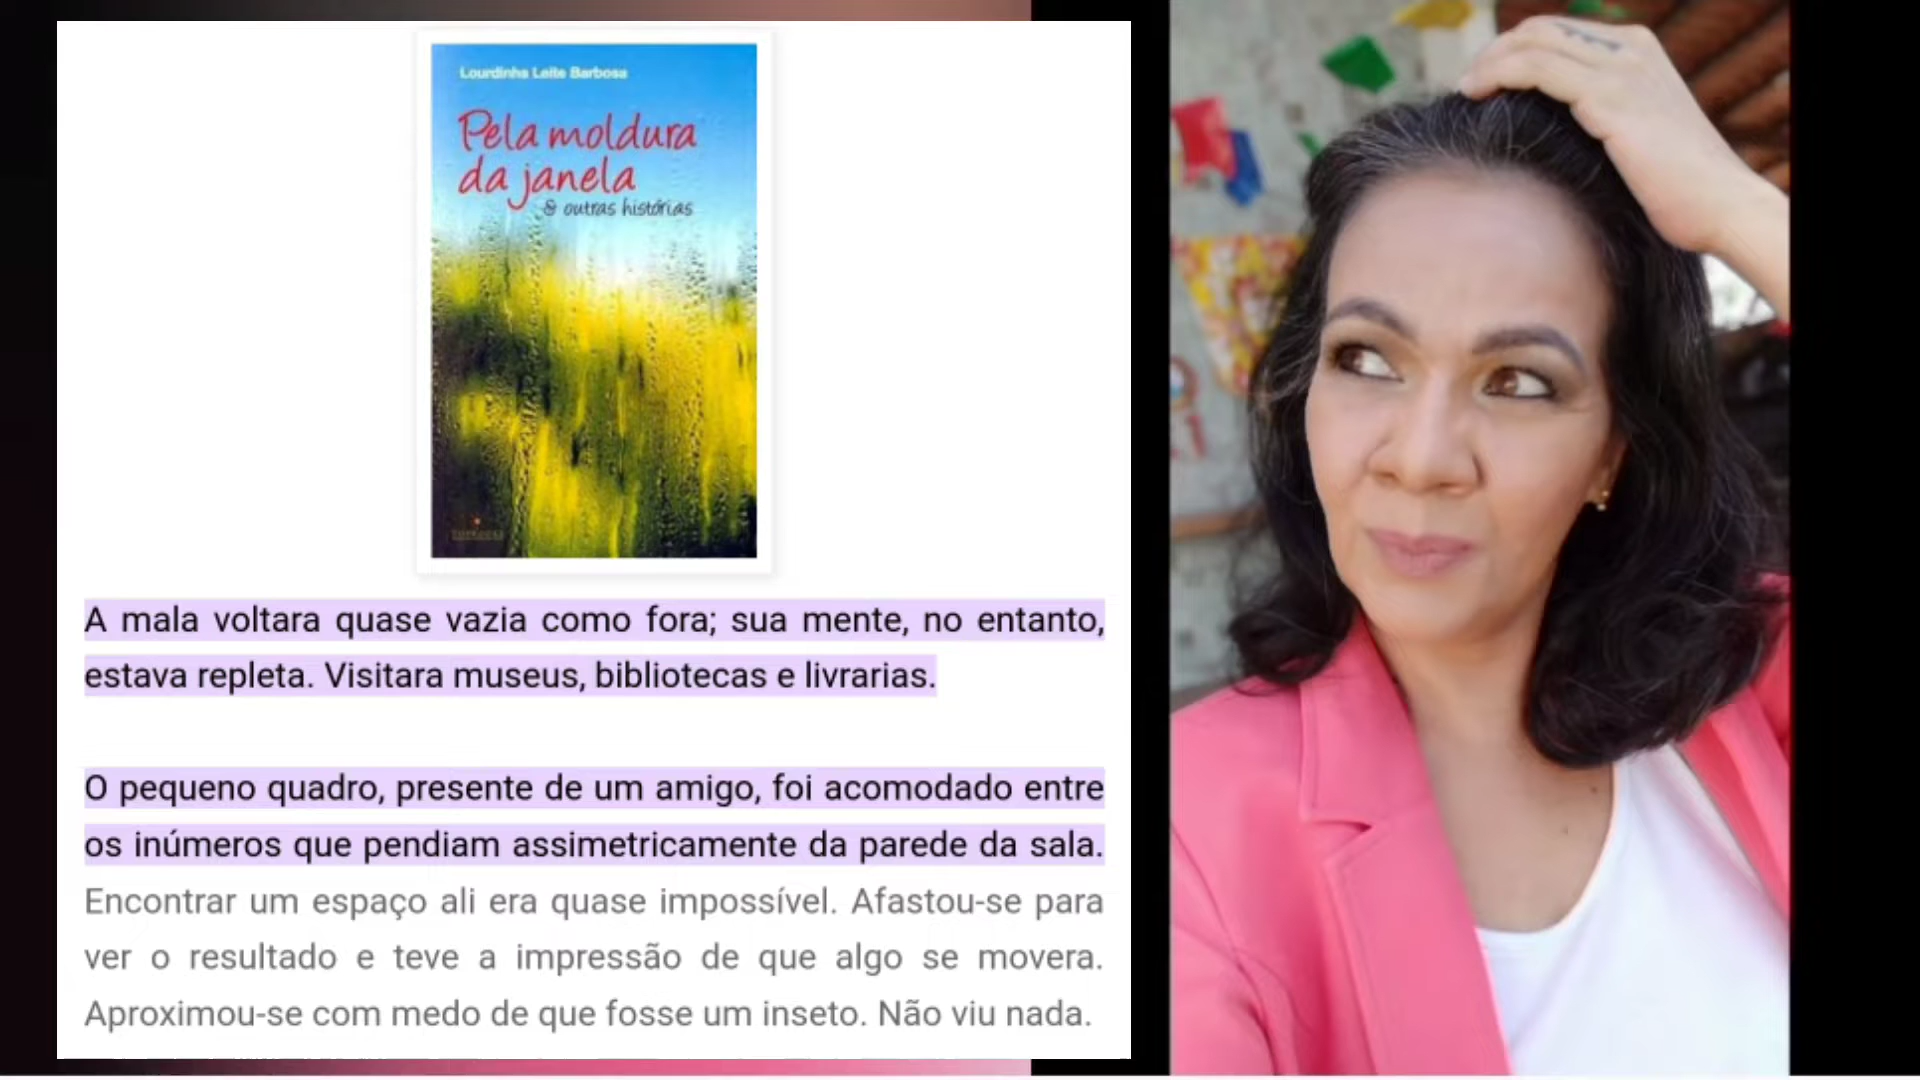 Lourdinha Leite Barbosa
Pela moldura
da janela
& outras histórias
A mala voltara quase vazia como fora; sua mente, no entanto,
estava repleta. Visitara museus, bibliotecas e livrarias.
O pequeno quadro, presente de um amigo, foi acomodado entre
os inúmeros que pendiam assimetricamente da parede da sala.
Encontrar um espaço ali era quase impossível. Afastou-se para
ver o resultado e teve a impressão de que algo se movera.
Aproximou-se com medo de que fosse um inseto. Não viu nada.